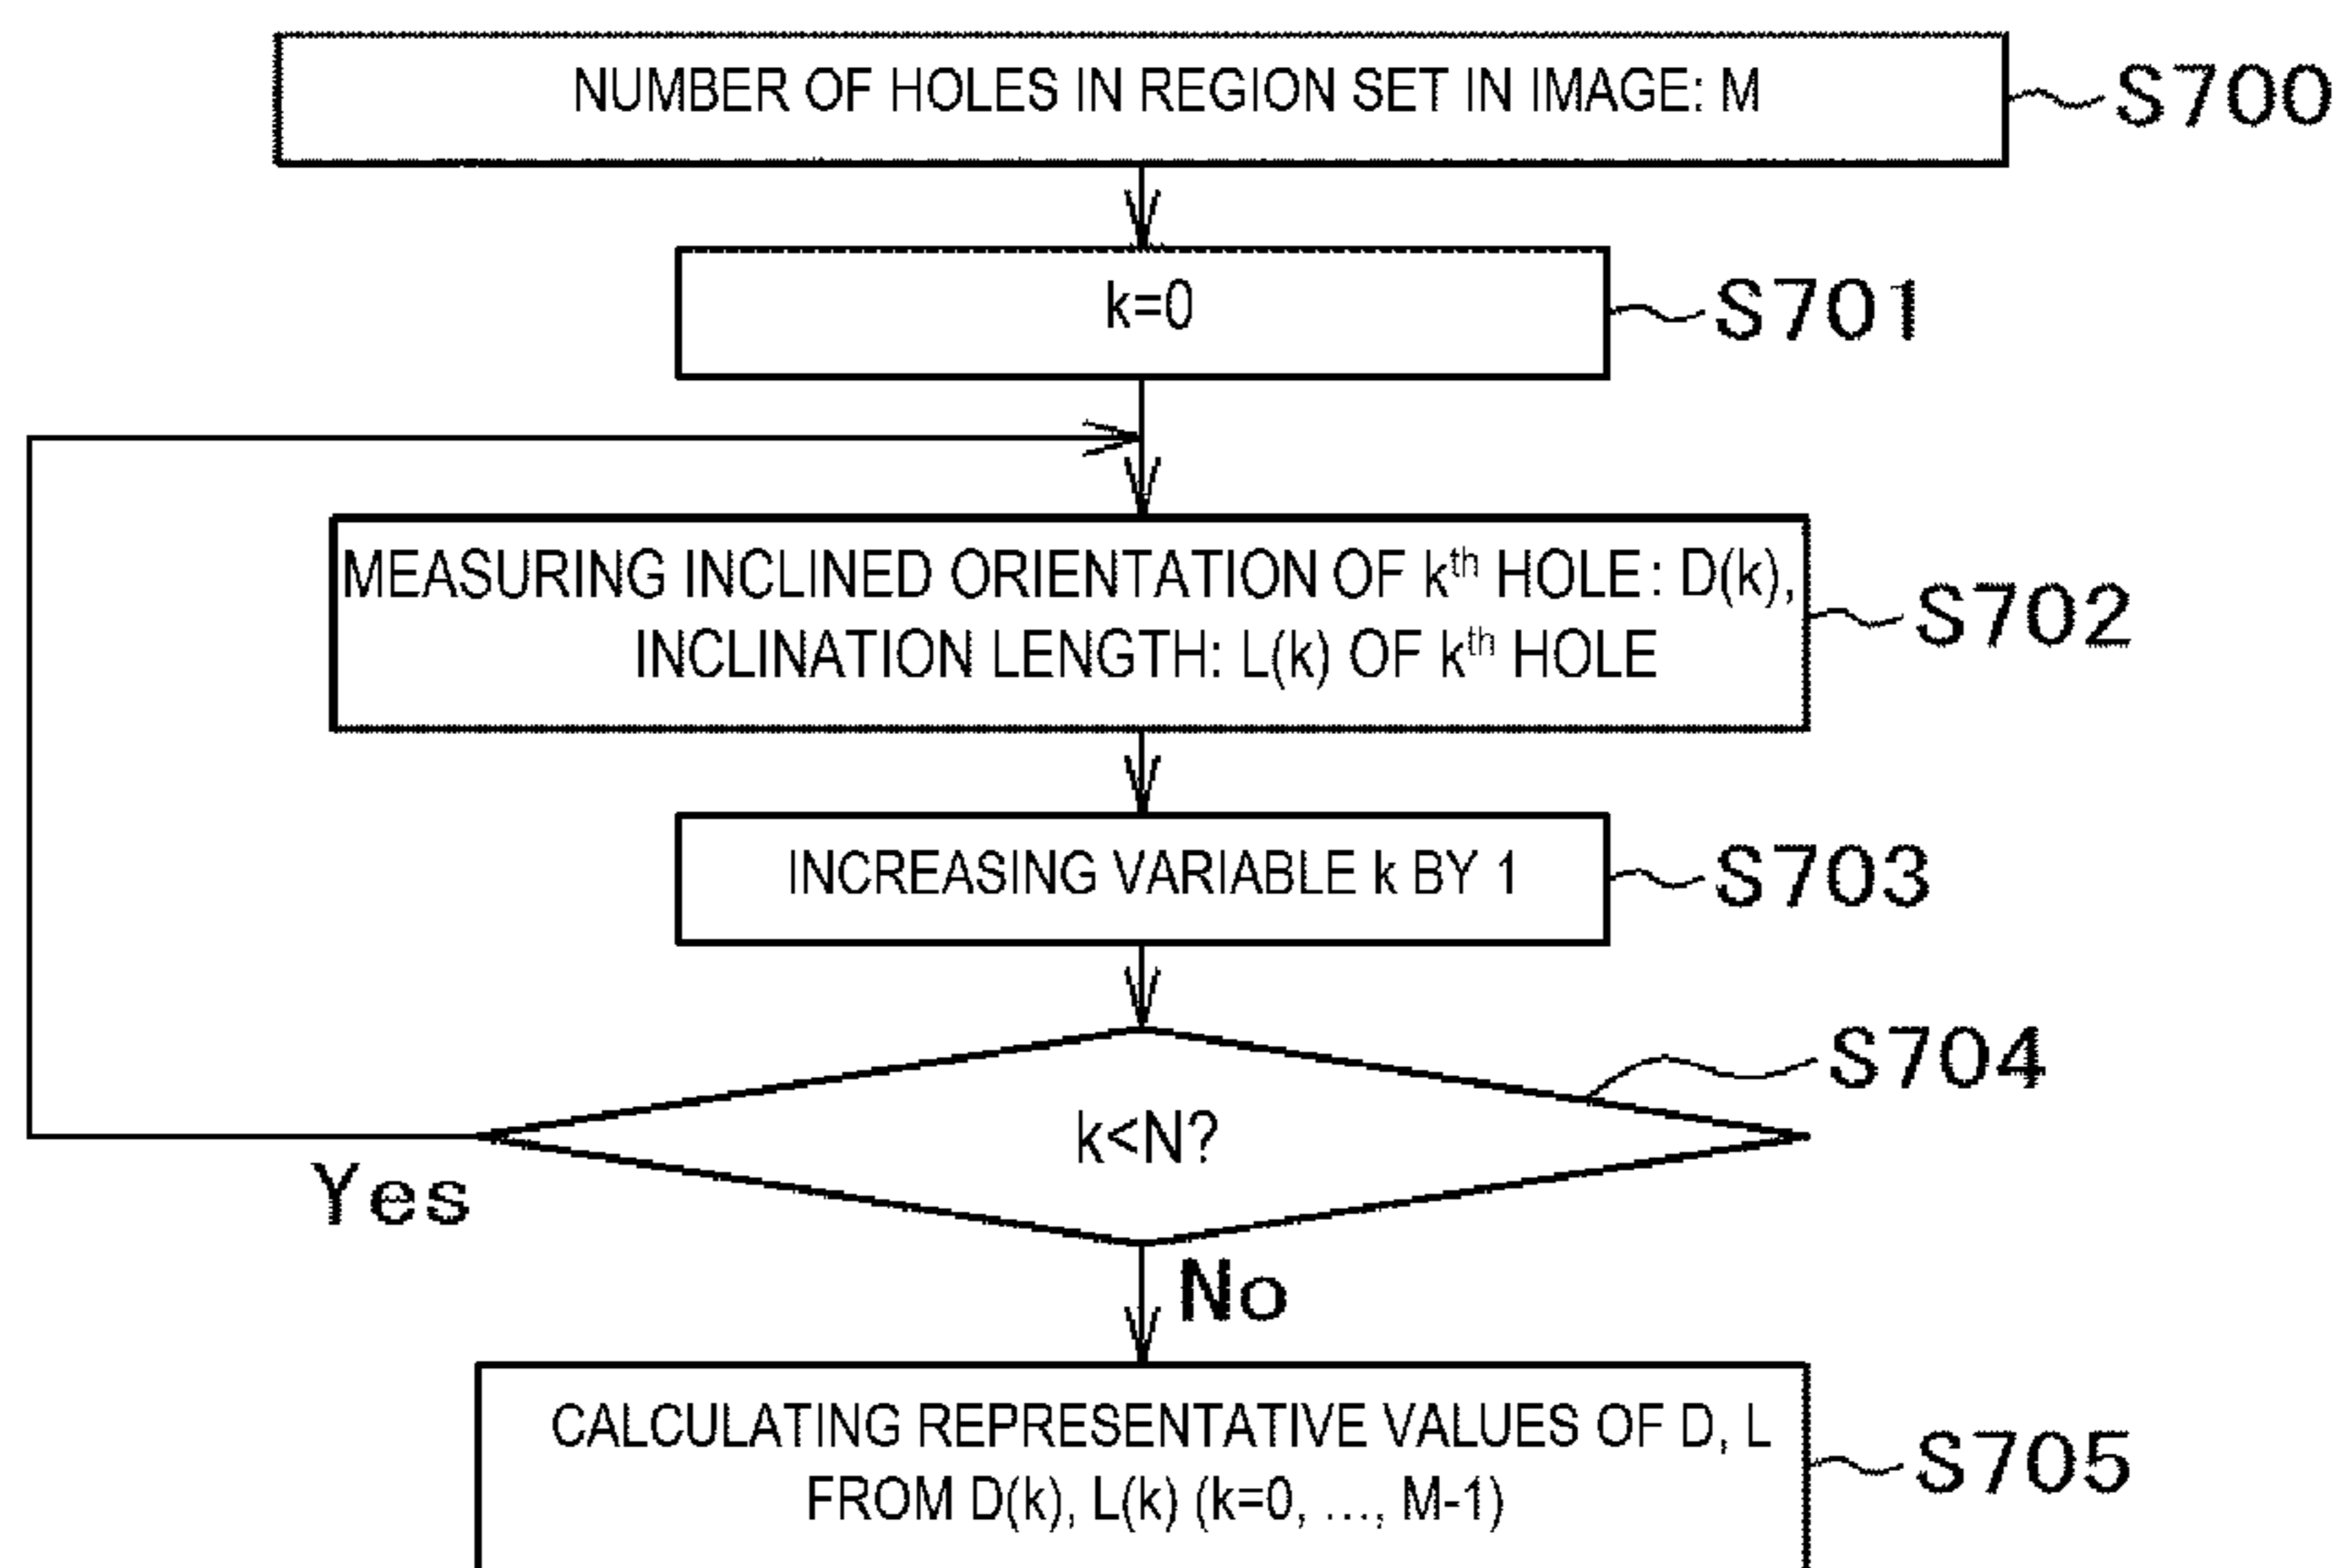 NUMBER OF HOLES IN REGION SET IN IMAGE: M
S700
k=0
S701
MEASURING INCLINED ORIENTATION OF kth HOLE: D(k),
INCLINATION LENGTH: L(k) OF kth HOLE
S702
INCREASING VARIABLE k BY 1
S703
S704
k<N?
Yes
No
CALCULATING REPRESENTATIVE VALUES OF D, L
FROM D(k), L(k) (k=0, ..., M-1)
S705